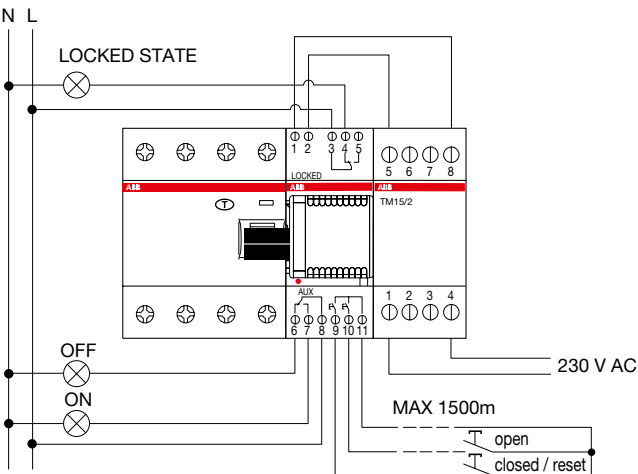 N L
LOCKED STATE
1 2 3 4 5
5 6 7 8
LOCKED
ABB ABB ABB
T
TM15/2
AUX
1 2 3 4
6 7 8 9 10 11
OFF
230 V AC
ON
MAX 1500m
open
closed / reset